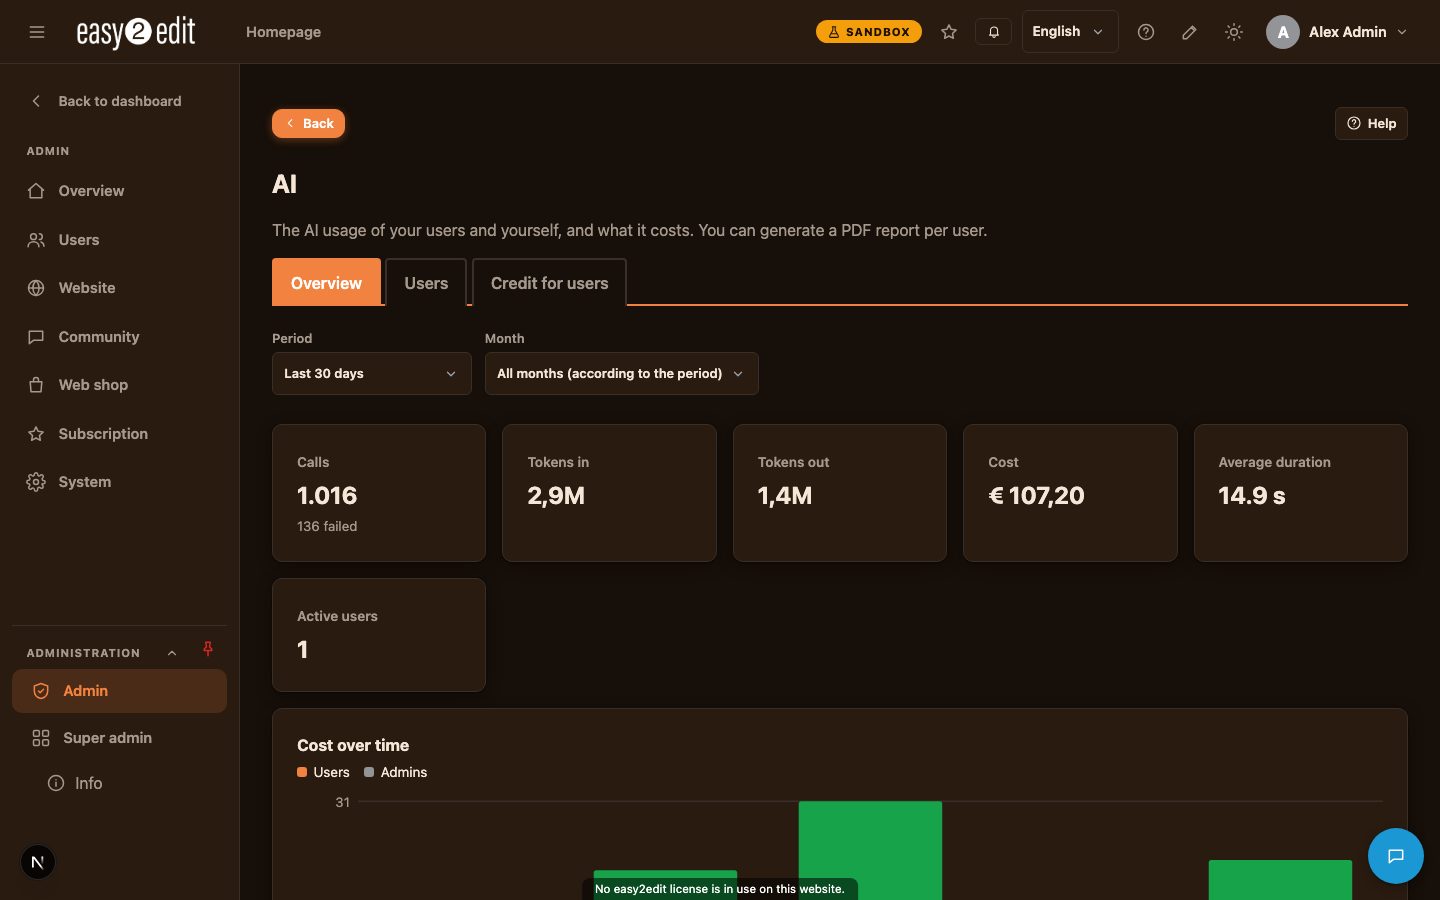 easy2edit
Homepage
SANDBOX
English
A
Alex Admin
Back to dashboard
ADMIN
Overview
Users
Website
Community
Web shop
Subscription
System
ADMINISTRATION
Admin
Super admin
Info
N
Back
Help
AI
The AI usage of your users and yourself, and what it costs. You can generate a PDF report per user.
Overview
Users
Credit for users
Period
Month
Last 30 days
All months (according to the period)
Calls
1.016
136 failed
Tokens in
2,9M
Tokens out
1,4M
Cost
€ 107,20
Average duration
14.9 s
Active users
1
Cost over time
Users
Admins
31
No easy2edit license is in use on this website.